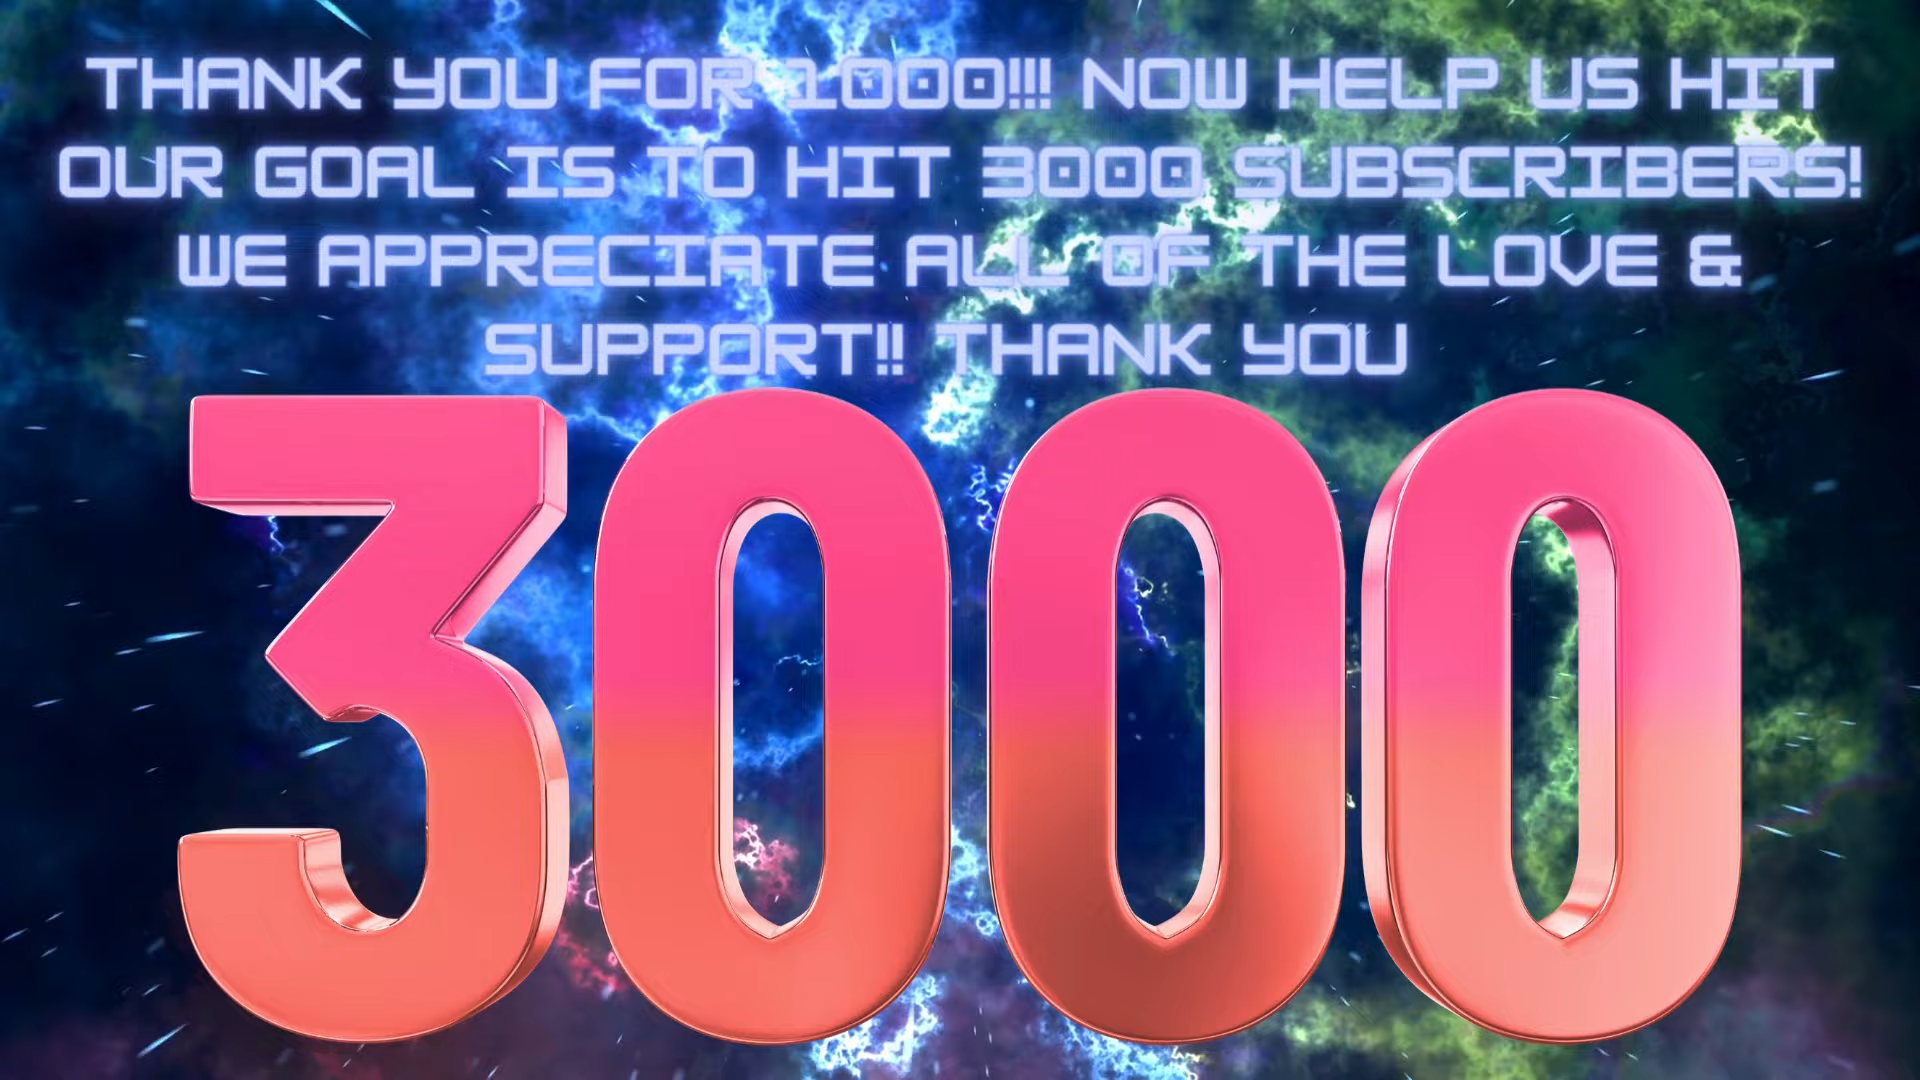 THANK YOU FOR 1000!!! NOW HELP US HIT
OUR GOAL IS TO HIT 3000 SUBSCRIBERS!
WE APPRECIATE ALL OF THE LOVE &
SUPPORT!! THANK YOU
3000